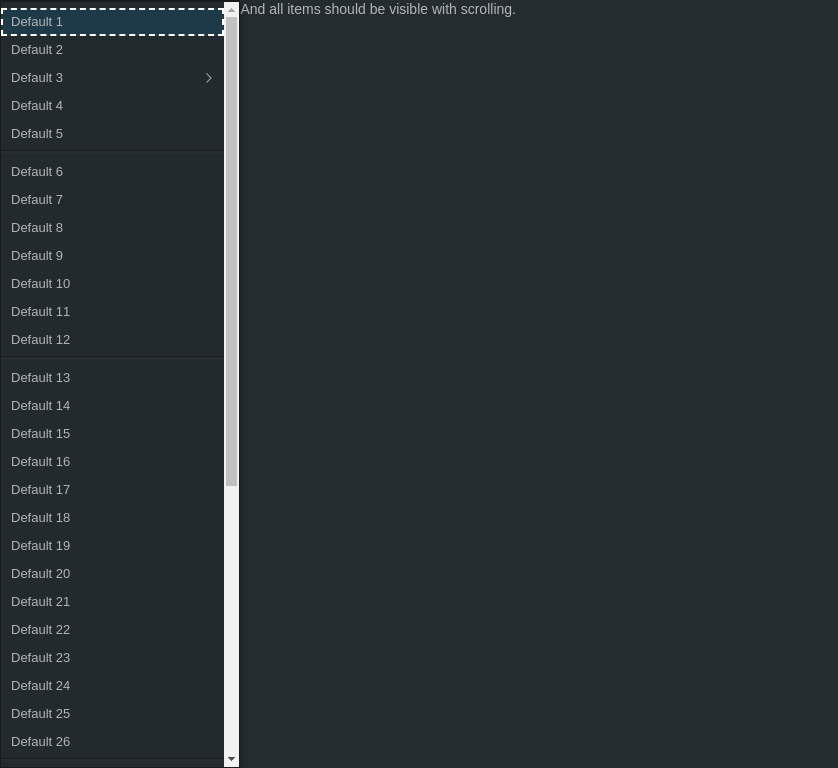 Default 1
And all items should be visible with scrolling.
Default 2
Default 3
Default 4
Default 5
Default 6
Default 7
Default 8
Default 9
Default 10
Default 11
Default 12
Default 13
Default 14
Default 15
Default 16
Default 17
Default 18
Default 19
Default 20
Default 21
Default 22
Default 23
Default 24
Default 25
Default 26